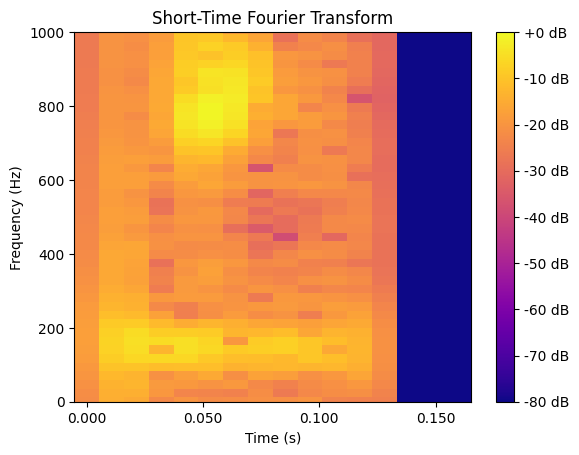 Short-Time Fourier Transform
1000
800
600
400
200
0
Frequency (Hz)
0.000
0.050
0.100
0.150
Time (s)
+0 dB
-10 dB
-20 dB
-30 dB
-40 dB
-50 dB
-60 dB
-70 dB
-80 dB